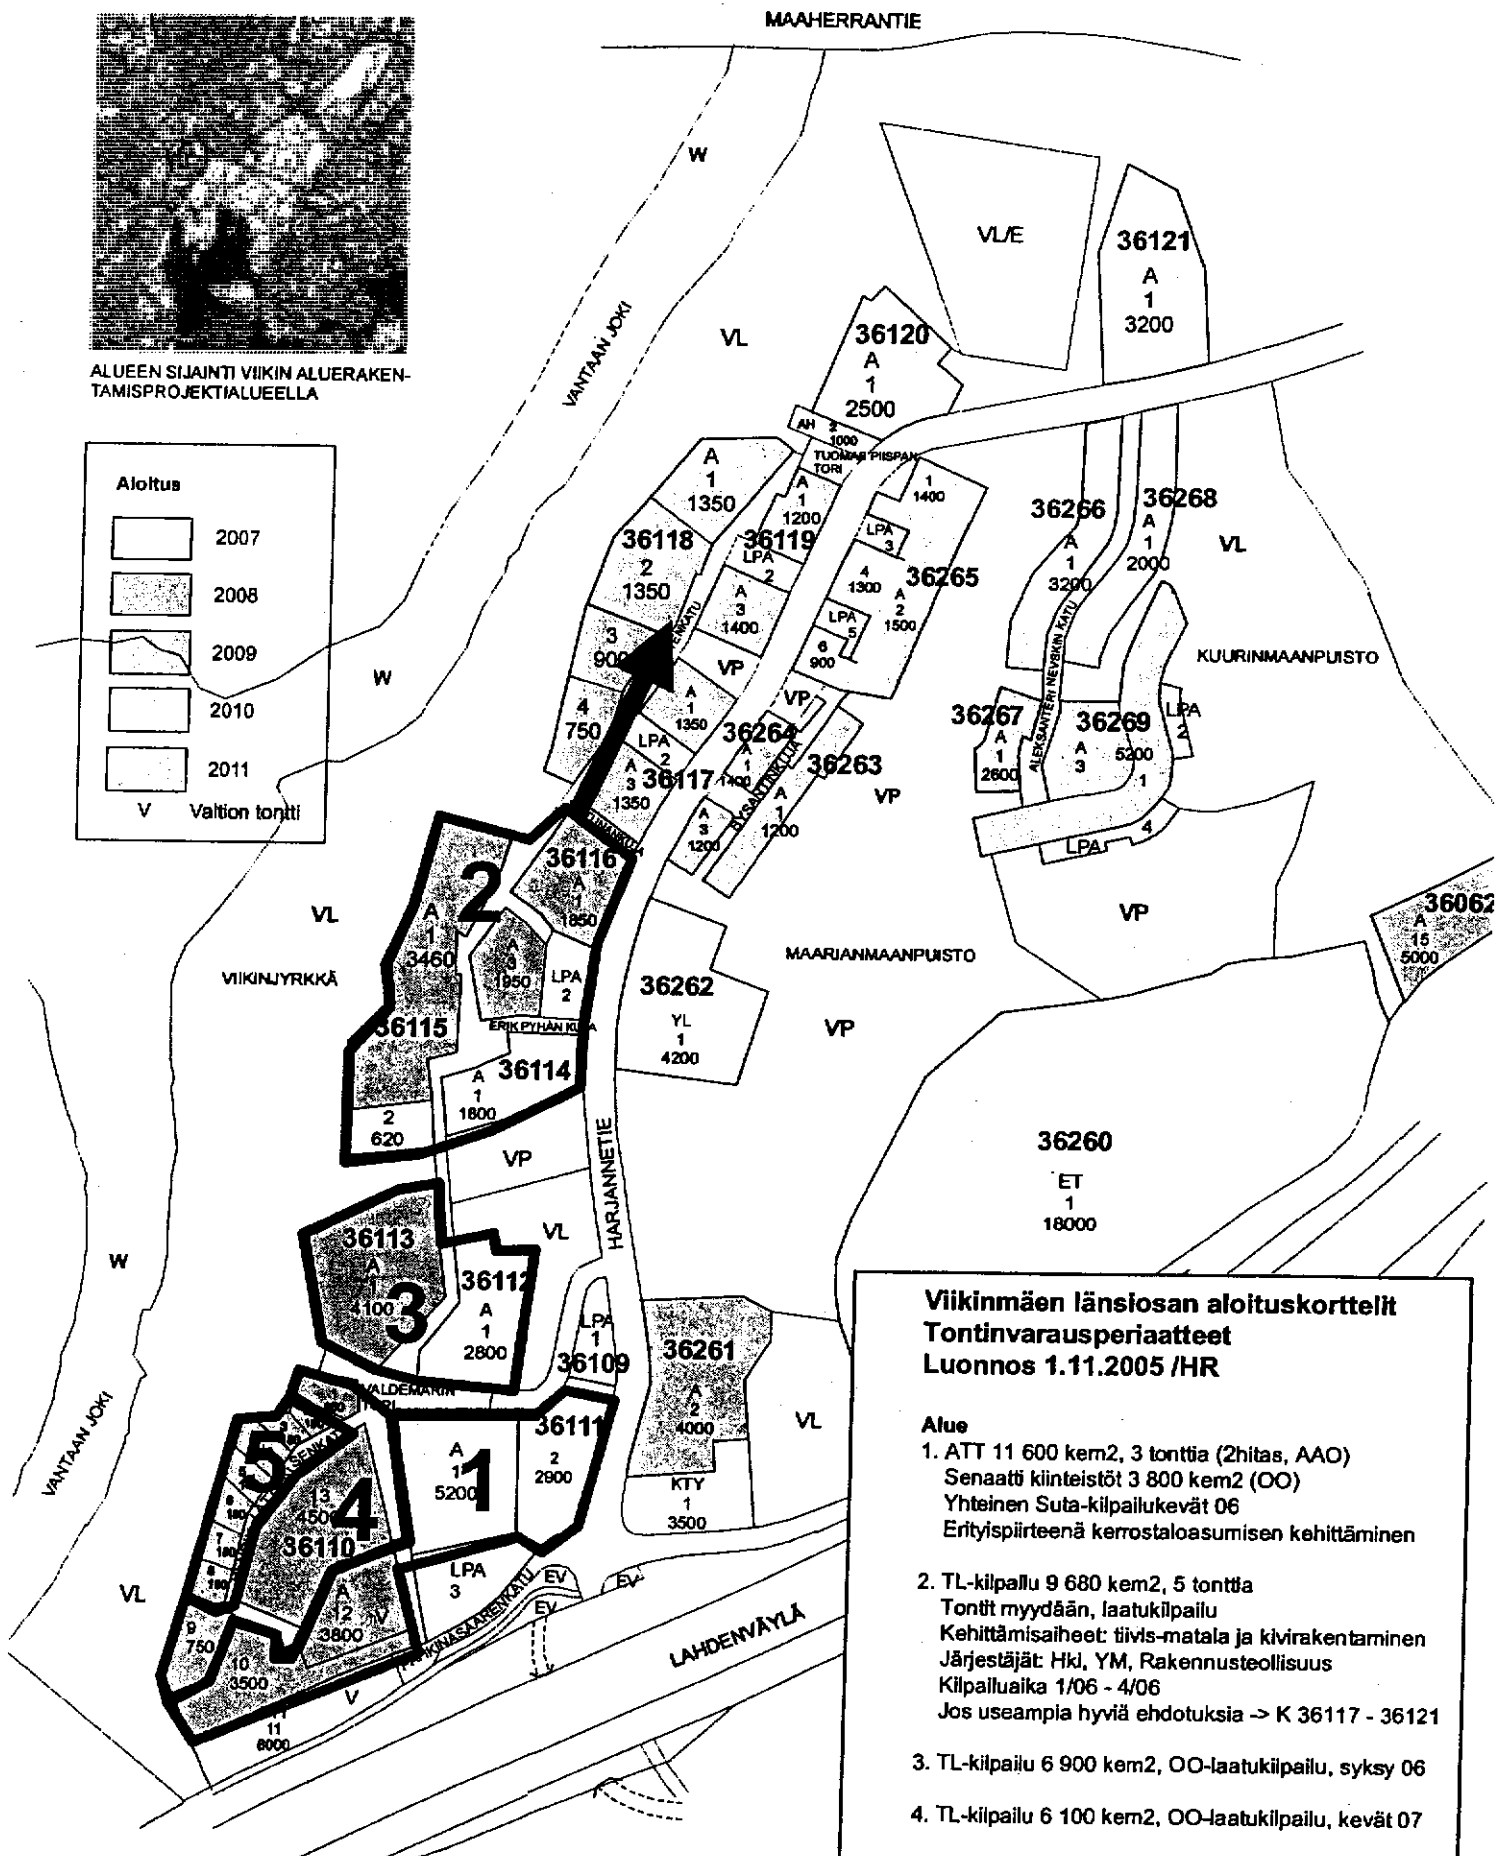 MAAHERRANTIE
ALUEEN SIJAINTI VIIKIN ALUERAKEN-
TAMISPROJEKTIALUEELLA
Aloitus
2007
2008
2009
2010
2011
V Valtion tontti
W
VANTAAN JOKI
VL
VL/E
36121
A
1
3200
36120
A
1
2500
AH 2
1000
TUOMAS PIISPAN
TORI
A
1
1350
36118
2
1350
3
900
4
750
A
1
1200
36119
LPA
2
A
3
1400
VP
A
1
1350
LPA
2
36117
A
3
1350
1
1400
LPA
3
4
1300
36265
A
2
1500
LPA
5
6
900
VP
36264
A
1
1400
BYSANTINKUJA
36263
A
1
1200
A
3
1200
VP
36266
A
1
3200
36268
A
1
2000
VL
ALEKSANTERI NEVSKIN KATU
KUURINMAANPUISTO
36267
A
1
2600
36269
A
3
5200
1
LPA
2
4
LPA
VP
36062
A
15
5000
W
VL
VIIKINJYRKKÄ
2
36116
A
1
1850
A
1
3460
A
3
1950
LPA
2
36115
ERIK PYHÄN KUJA
36114
A
1
1800
2
620
VP
VL
HARJANNETIE
36262
YL
1
4200
MAARIANMAANPUISTO
VP
36260
ET
1
18000
36113
A
1
4100
3
36112
A
1
2800
LPA
1
36109
36261
A
2
4000
KTY
1
3500
VL
W
VANTAAN JOKI
VALDEMARIN
TORI
36111
2
2900
A
1
5200
1
5
6
180
7
180
8
180
13
4500
4
36110
A
12
3800
V
9
750
10
3500
V
11
8000
LPA
3
EV
EV
EV
VL
LAHDENVÄYLÄ
Viikinmäen länsiosan aloituskorttelit
Tontinvarausperiaatteet
Luonnos 1.11.2005 /HR
Alue
1. ATT 11 600 kem2, 3 tonttia (2hitas, AAO)
Senaatti kiinteistöt 3 800 kem2 (OO)
Yhteinen Suta-kilpailukevät 06
Erityispiirteenä kerrostaloasumisen kehittäminen
2. TL-kilpailu 9 680 kem2, 5 tonttia
Tontit myydään, laatukilpailu
Kehittämisaiheet: tiivis-matala ja kivirakentaminen
Järjestäjät: Hki, YM, Rakennusteollisuus
Kilpailuaika 1/06 - 4/06
Jos useampia hyviä ehdotuksia -> K 36117 - 36121
3. TL-kilpailu 6 900 kem2, OO-laatukilpailu, syksy 06
4. TL-kilpailu 6 100 kem2, OO-laatukilpailu, kevät 07